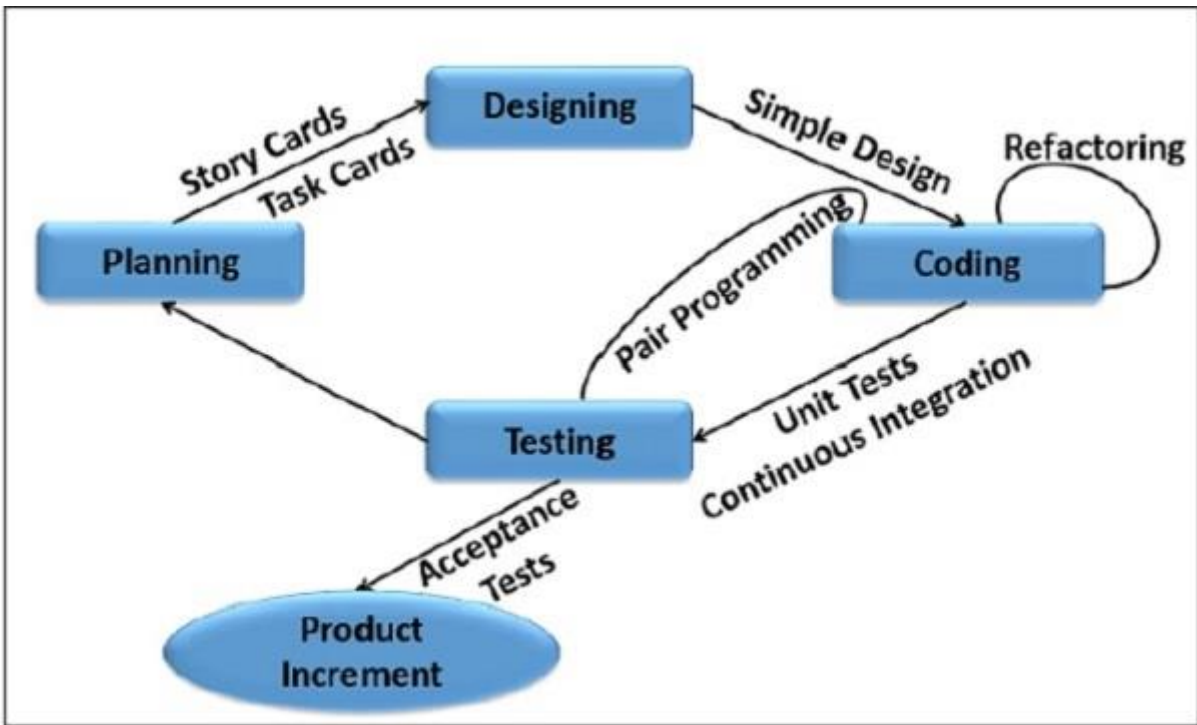 Designing
Story Cards
Task Cards
Simple Design
Refactoring
Planning
Pair Programming
Coding
Unit Tests
Continuous Integration
Testing
Acceptance
Tests
Product
Increment